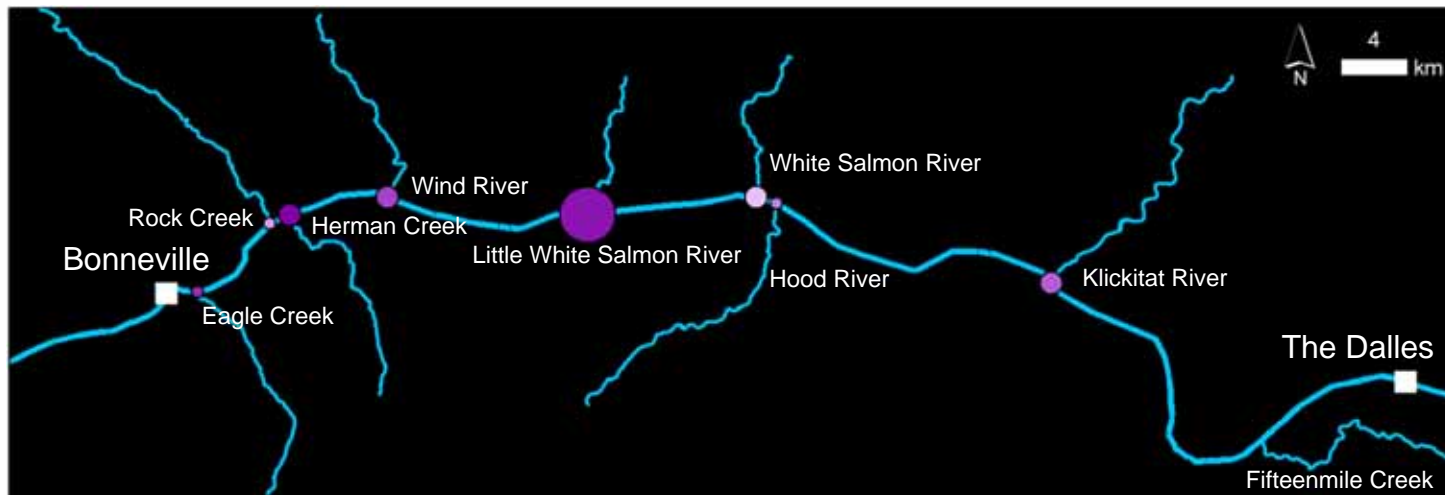 4
km
N
White Salmon River
Wind River
Rock Creek
Herman Creek
Little White Salmon River
Bonneville
Hood River
Klickitat River
Eagle Creek
The Dalles
Fifteenmile Creek